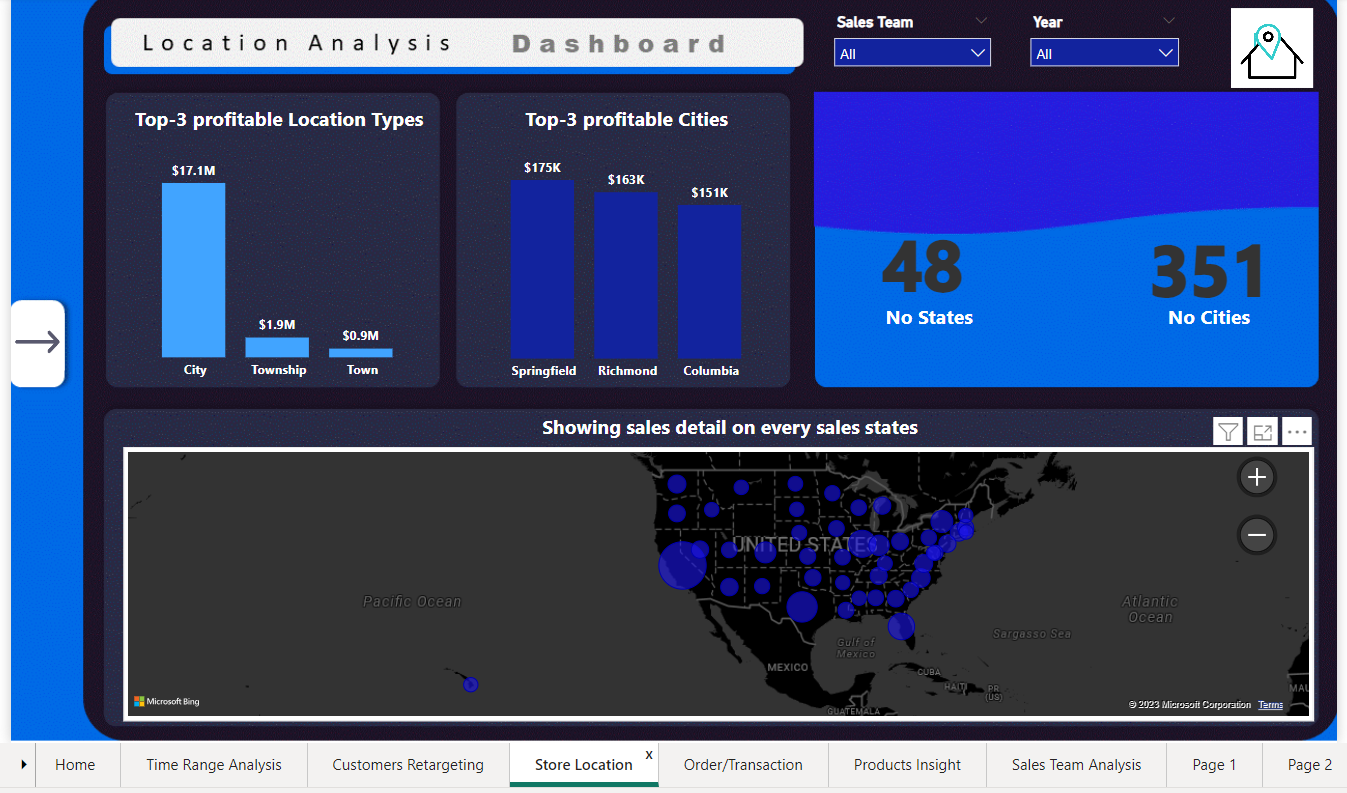 Location Analysis Dashboard
Sales Team
Year
All
All
Top-3 profitable Location Types
$17.1M
$1.9M
$0.9M
City
Township
Town
Top-3 profitable Cities
$175K
$163K
$151K
Springfield
Richmond
Columbia
48
No States
351
No Cities
Showing sales detail on every sales states
UNITED STATES
Pacific Ocean
Atlantic
Ocean
Sargasso Sea
Gulf of
Mexico
MEXICO
CUBA
HAITI
PR
(US)
MAU
GUATEMALA
Microsoft Bing
© 2023 Microsoft Corporation Terms
x
Home
Time Range Analysis
Customers Retargeting
Store Location
Order/Transaction
Products Insight
Sales Team Analysis
Page 1
Page 2